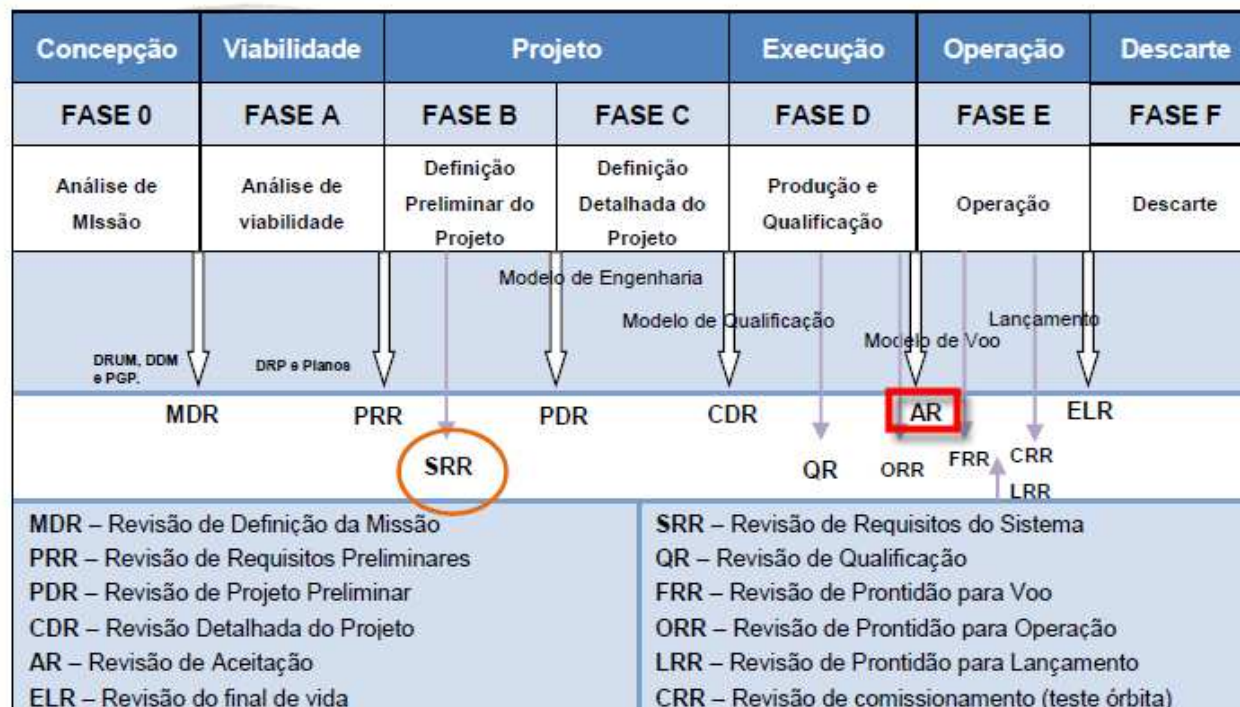 Concepção Viabilidade Projeto Execução Operação Descarte
FASE 0 FASE A FASE B FASE C FASE D FASE E FASE F
Análise de MIssão
Análise de viabilidade
Definição Preliminar do Projeto
Definição Detalhada do Projeto
Produção e Qualificação
Operação
Descarte
Modelo de Engenharia
Modelo de Qualificação
Lançamento
Modelo de Voo
DRUM, DDM
e PGP.
DRP e Planos
MDR PRR PDR CDR AR ELR
SRR QR ORR FRR CRR
LRR
MDR – Revisão de Definição da Missão
PRR – Revisão de Requisitos Preliminares
PDR – Revisão de Projeto Preliminar
CDR – Revisão Detalhada do Projeto
AR – Revisão de Aceitação
ELR – Revisão do final de vida
SRR – Revisão de Requisitos do Sistema
QR – Revisão de Qualificação
FRR – Revisão de Prontidão para Voo
ORR – Revisão de Prontidão para Operação
LRR – Revisão de Prontidão para Lançamento
CRR – Revisão de comissionamento (teste órbita)